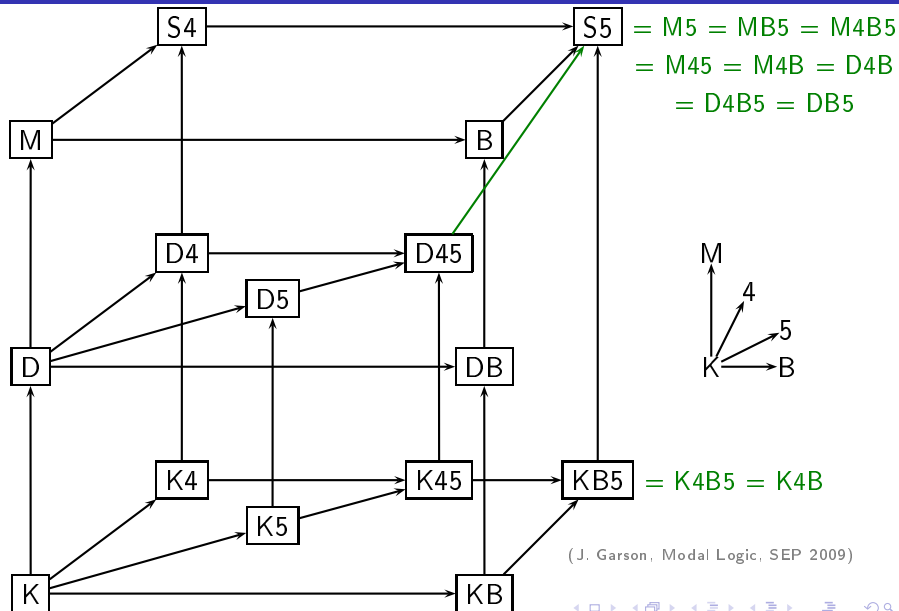 S4
S5 = M5 = MB5 = M4B5
= M45 = M4B = D4B
= D4B5 = DB5
M
B
D4
D45
M
D5
4
5
D
DB
K
B
K4
K45
KB5 = K4B5 = K4B
K5
(J. Garson, Modal Logic, SEP 2009)
K
KB